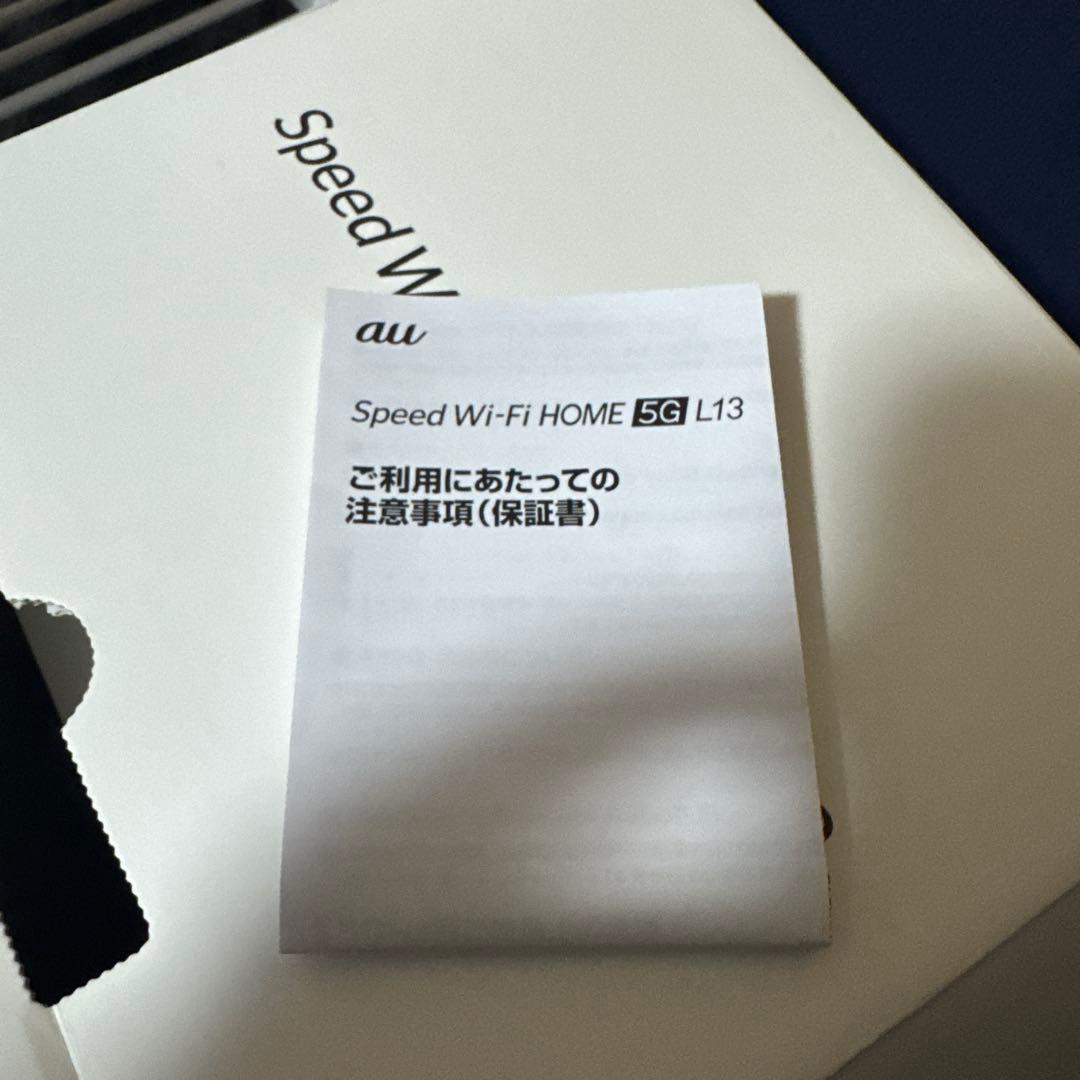 Speed W
au
Speed Wi-Fi HOME 5G L13
ご利用にあたっての
注意事項(保証書)